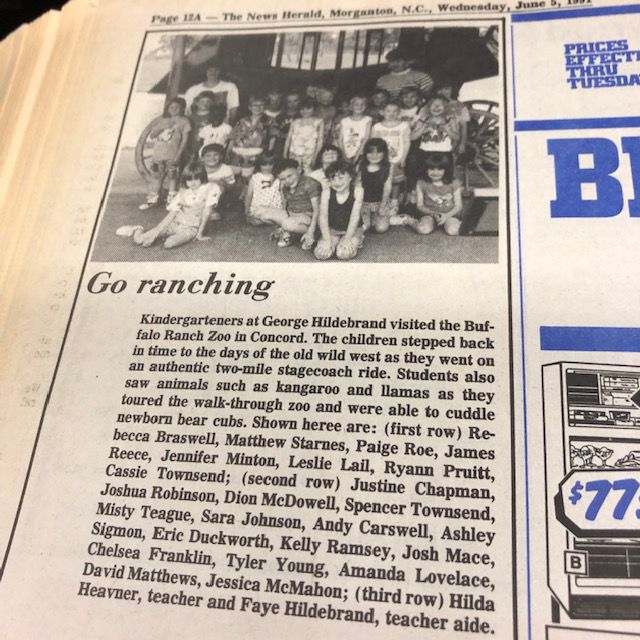 Page 12A — The News Herald, Morganton, N.C., Wednesday, June 5, 1991
Go ranching
Kindergarteners at George Hildebrand visited the Buf-
falo Ranch Zoo in Concord. The children stepped back
in time to the days of the old wild west as they went on
an authentic two-mile stagecoach ride. Students also
saw animals such as kangaroo and llamas as they
toured the walk-through zoo and were able to cuddle
newborn bear cubs. Shown heree are: (first row) Re-
becca Braswell, Matthew Starnes, Paige Roe, James
Reece, Jennifer Minton, Leslie Lail, Ryann Pruitt,
Cassie Townsend; (second row) Justine Chapman,
Joshua Robinson, Dion McDowell, Spencer Townsend,
Misty Teague, Sara Johnson, Andy Carswell, Ashley
Sigmon, Eric Duckworth, Kelly Ramsey, Josh Mace,
Chelsea Franklin, Tyler Young, Amanda Lovelace,
David Matthews, Jessica McMahon; (third row) Hilda
Heavner, teacher and Faye Hildebrand, teacher aide.
PRICES
EFFECTI
THRU
TUESDA
$77
B